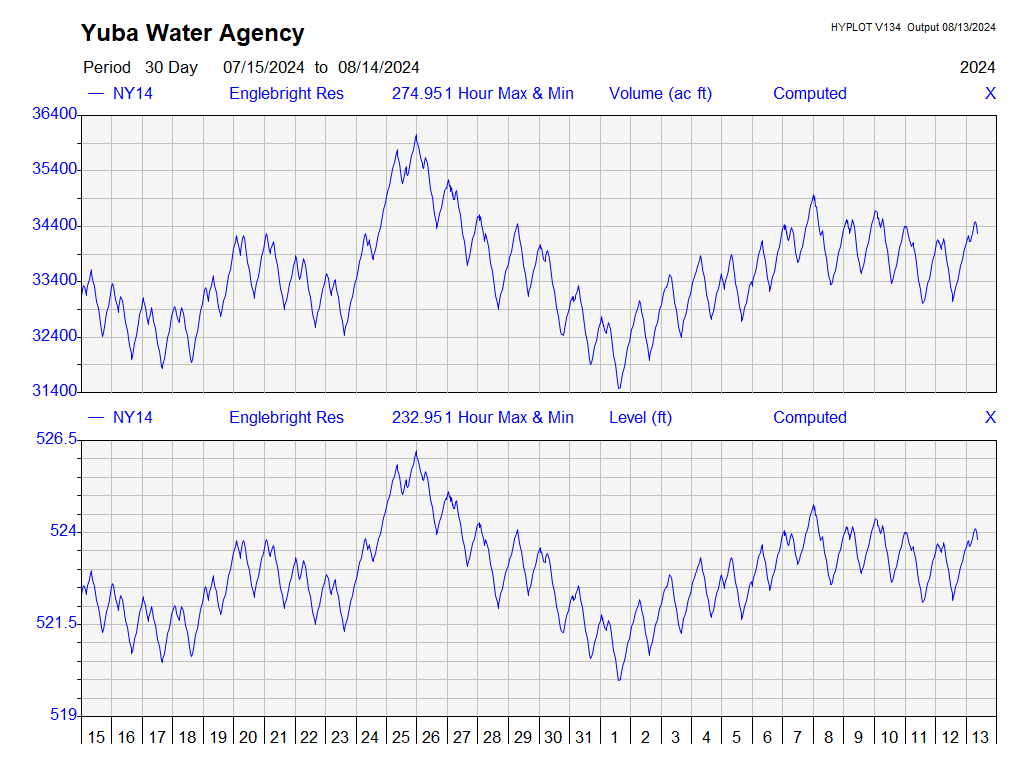 Yuba Water Agency
HYPLOT V134 Output 08/13/2024
Period 30 Day 07/15/2024 to 08/14/2024 2024
NY14 Englebright Res 274.951 Hour Max & Min Volume (ac ft) Computed X
36400
35400
34400
33400
32400
31400
NY14 Englebright Res 232.951 Hour Max & Min Level (ft) Computed X
526.5
524
521.5
519
15 16 17 18 19 20 21 22 23 24 25 26 27 28 29 30 31 1 2 3 4 5 6 7 8 9 10 11 12 13